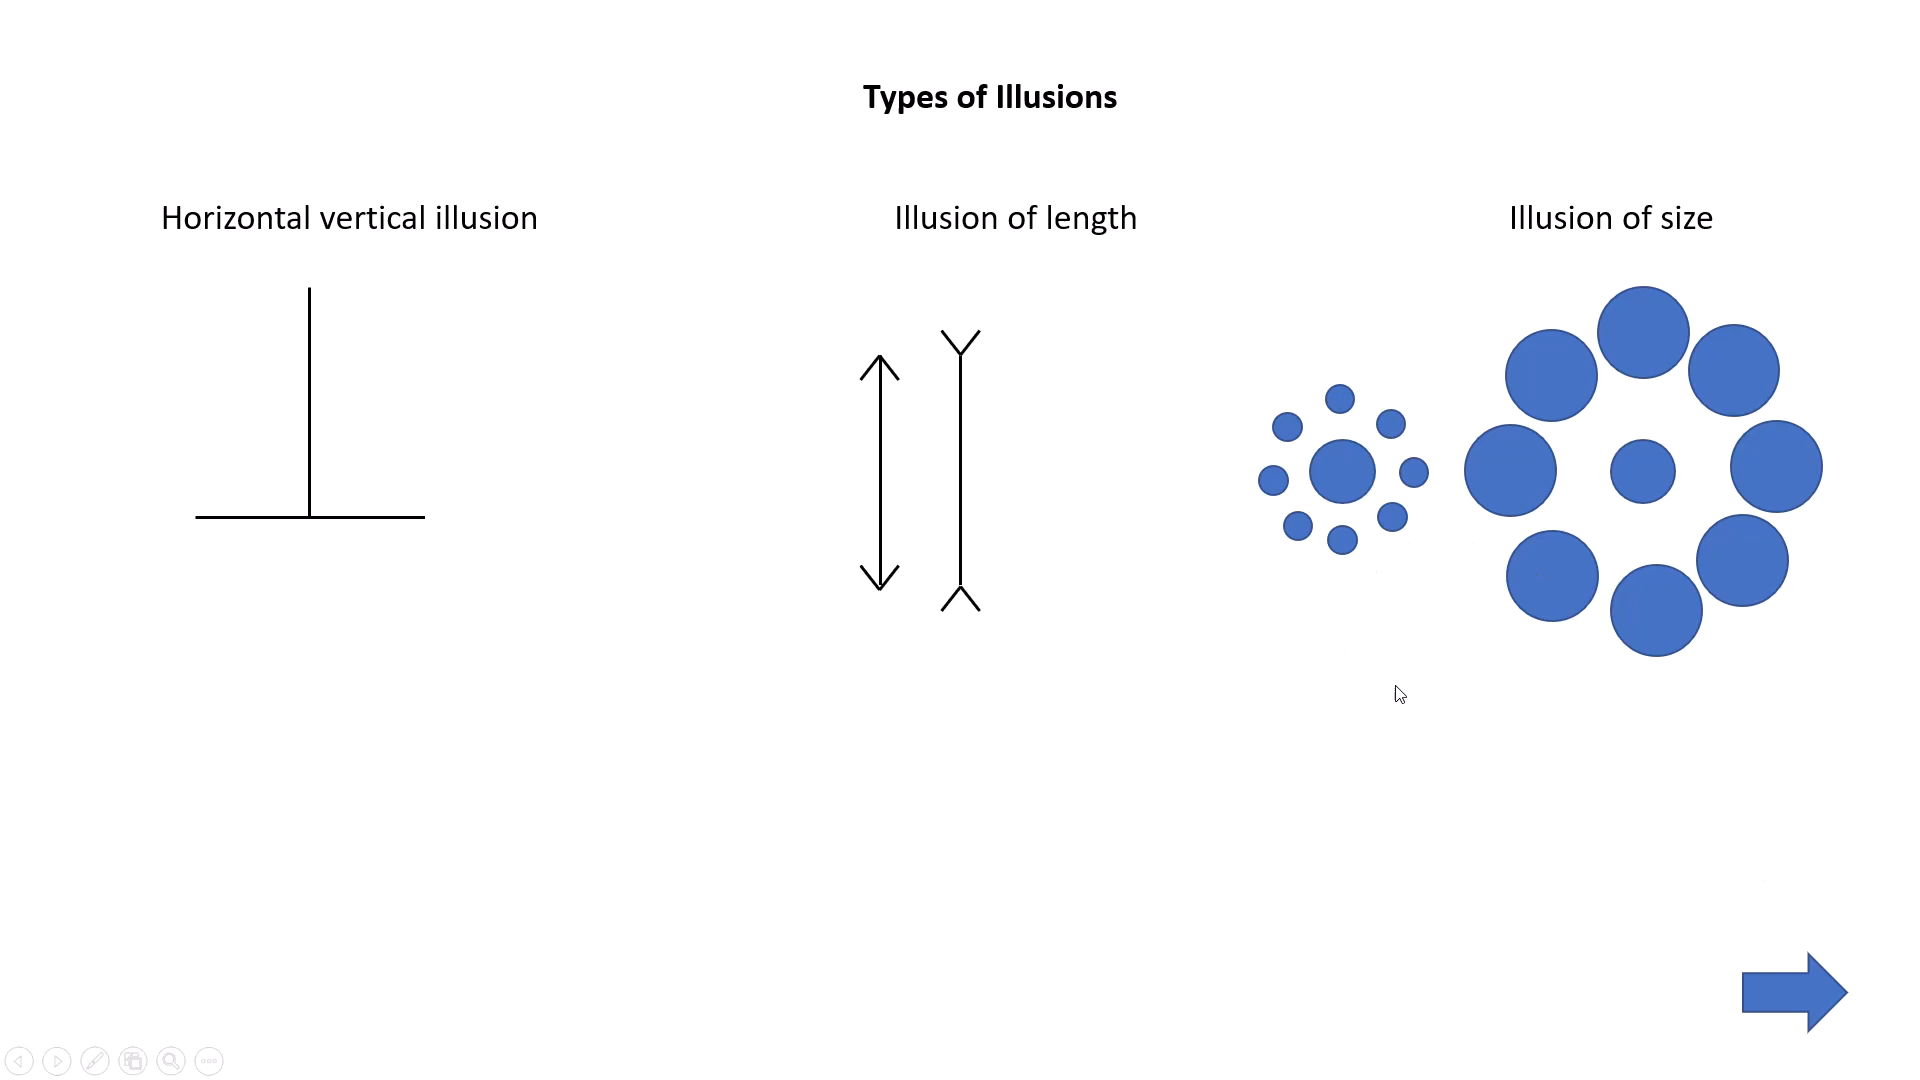 Types of Illusions
Horizontal vertical illusion
Illusion of length
Illusion of size